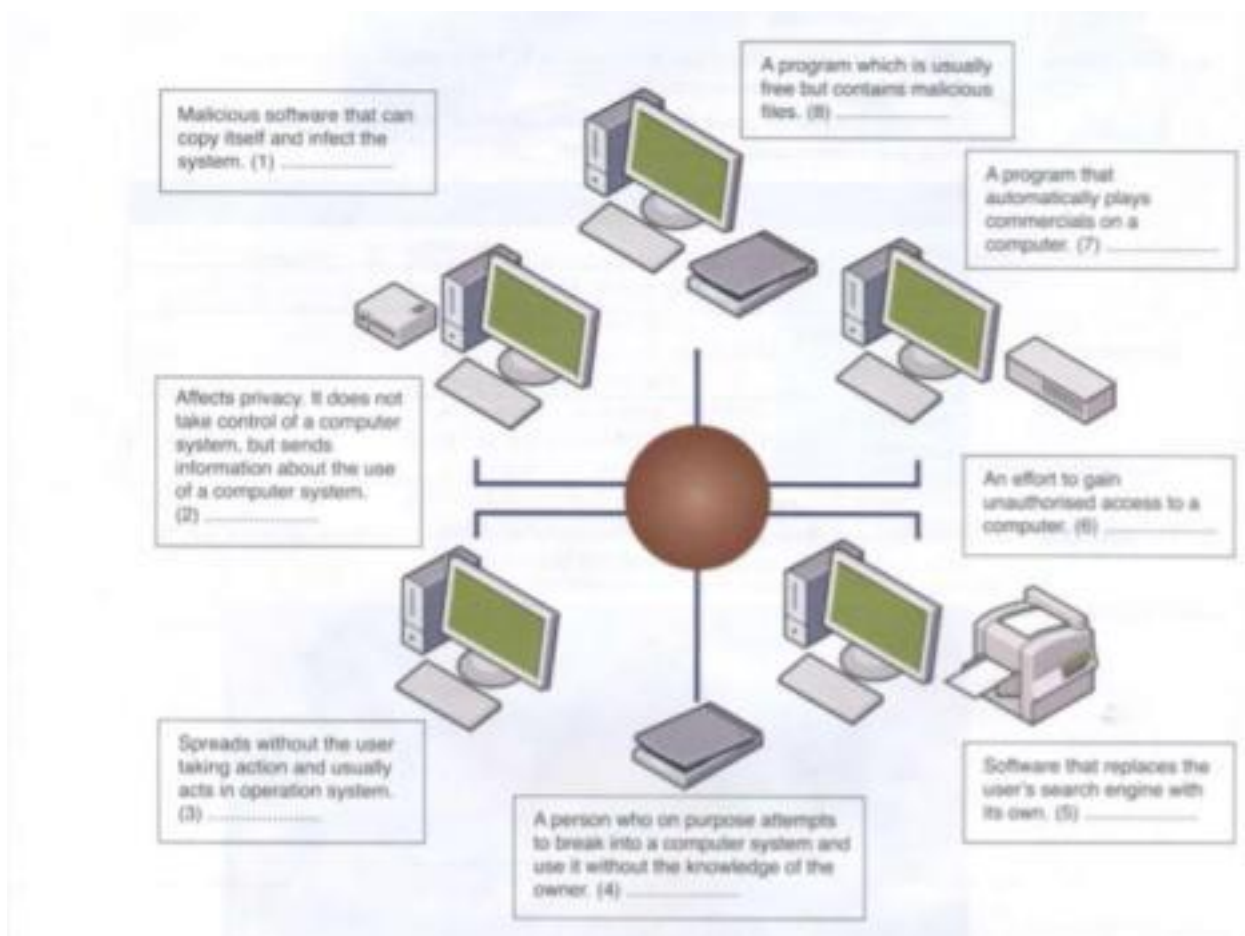 Malicious software that can
copy itself and infect the
system. (1) ....................
Affects privacy. It does not
take control of a computer
system, but sends
information about the use
of a computer system.
(2) ....................
Spreads without the user
taking action and usually
acts in operation system.
(3) ....................
A person who on purpose attempts
to break into a computer system and
use it without the knowledge of the
owner. (4) ....................
Software that replaces the
user's search engine with
its own. (5) ....................
An effort to gain
unauthorised access to a
computer. (6) ....................
A program that
automatically plays
commercials on a
computer. (7) ....................
A program which is usually
free but contains malicious
files. (8) ....................